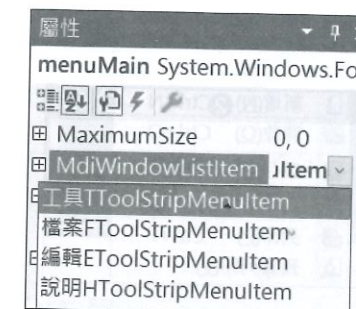 屬性
menuMain System.Windows.Fo
MaximumSize 0, 0
MdiWindowListItem ıItem
工具TToolStripMenuItem
檔案FToolStripMenuItem
編輯EToolStripMenuItem
說明HToolStripMenuItem